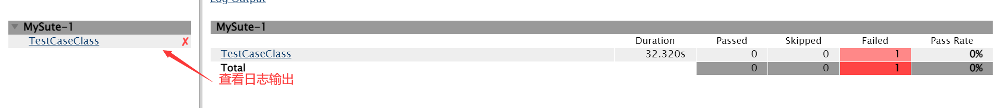 Log Output
MySute-1
TestCaseClass ✗
MySute-1
Duration Passed Skipped Failed Pass Rate
TestCaseClass 32.320s 0 0 1 0%
Total 0 0 1 0%
查看日志输出